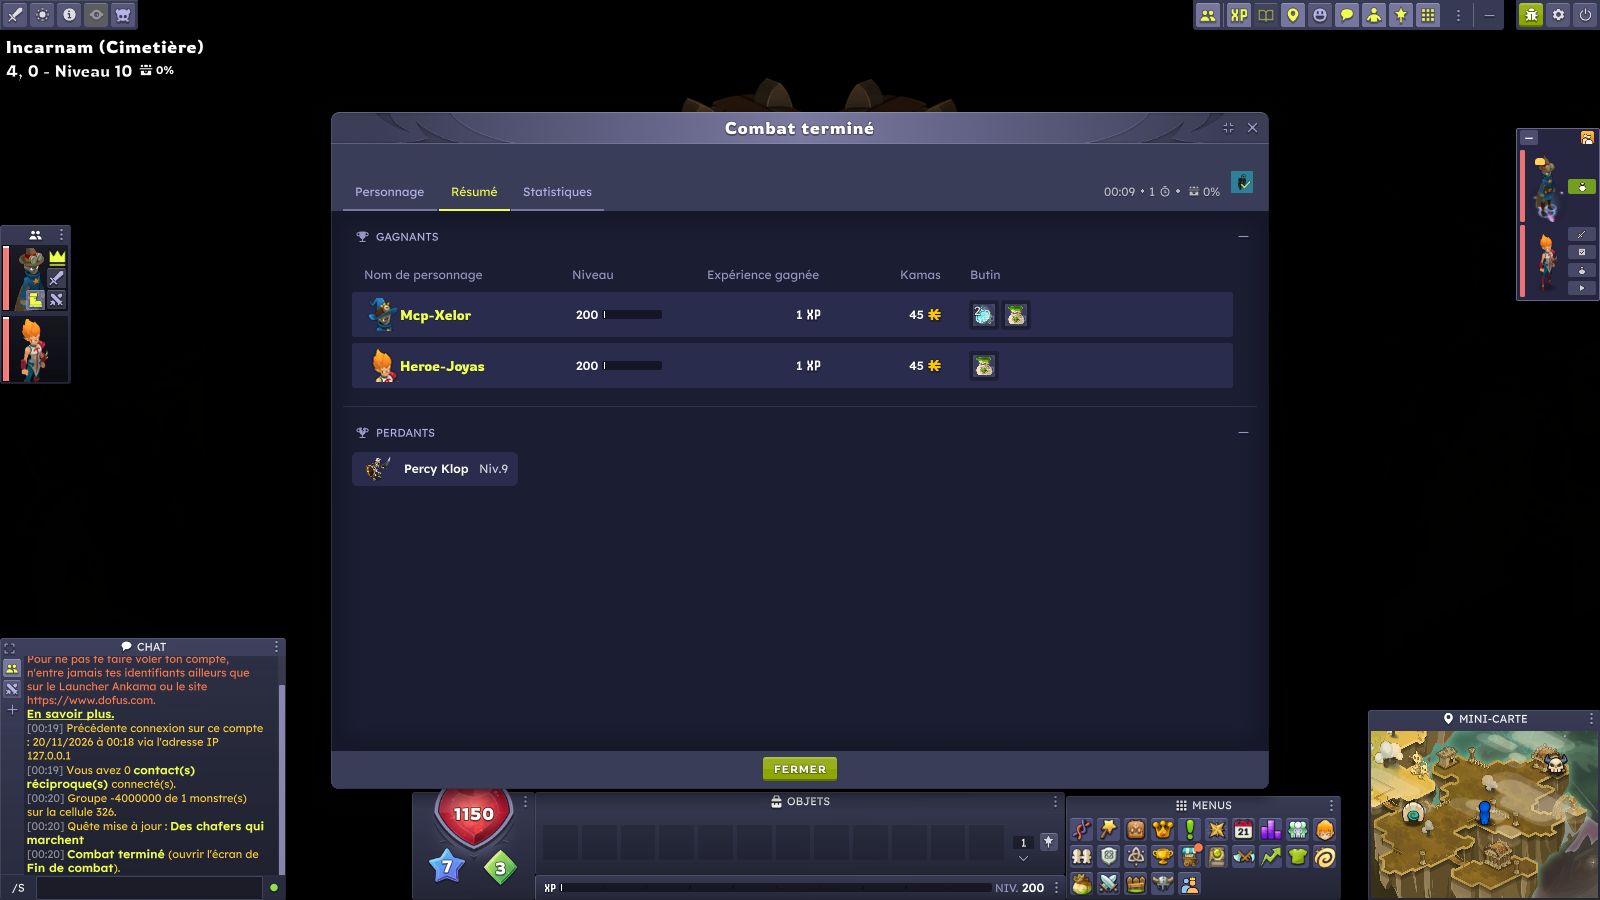 XP
Incarnam (Cimetière)
4, 0 - Niveau 10 0%
Combat terminé
Personnage Résumé Statistiques
00:09 • 1 • 0%
GAGNANTS
Nom de personnage Niveau Expérience gagnée Kamas Butin
Mcp-Xelor 200 1 XP 45 2
Heroe-Joyas 200 1 XP 45
PERDANTS
Percy Klop Niv.9
FERMER
CHAT
Pour ne pas te faire voler ton compte,
n'entre jamais tes identifiants ailleurs que
sur le Launcher Ankama ou le site
https://www.dofus.com.
En savoir plus.
[00:19] Précédente connexion sur ce compte
: 20/11/2026 à 00:18 via l'adresse IP
127.0.0.1
[00:19] Vous avez 0 contact(s)
réciproque(s) connecté(s).
[00:20] Groupe -4000000 de 1 monstre(s)
sur la cellule 326.
[00:20] Quête mise à jour : Des chafers qui
marchent
[00:20] Combat terminé (ouvrir l'écran de
Fin de combat).
/S
1150
7
3
OBJETS
1
XP NIV. 200
MENUS
21
MINI-CARTE